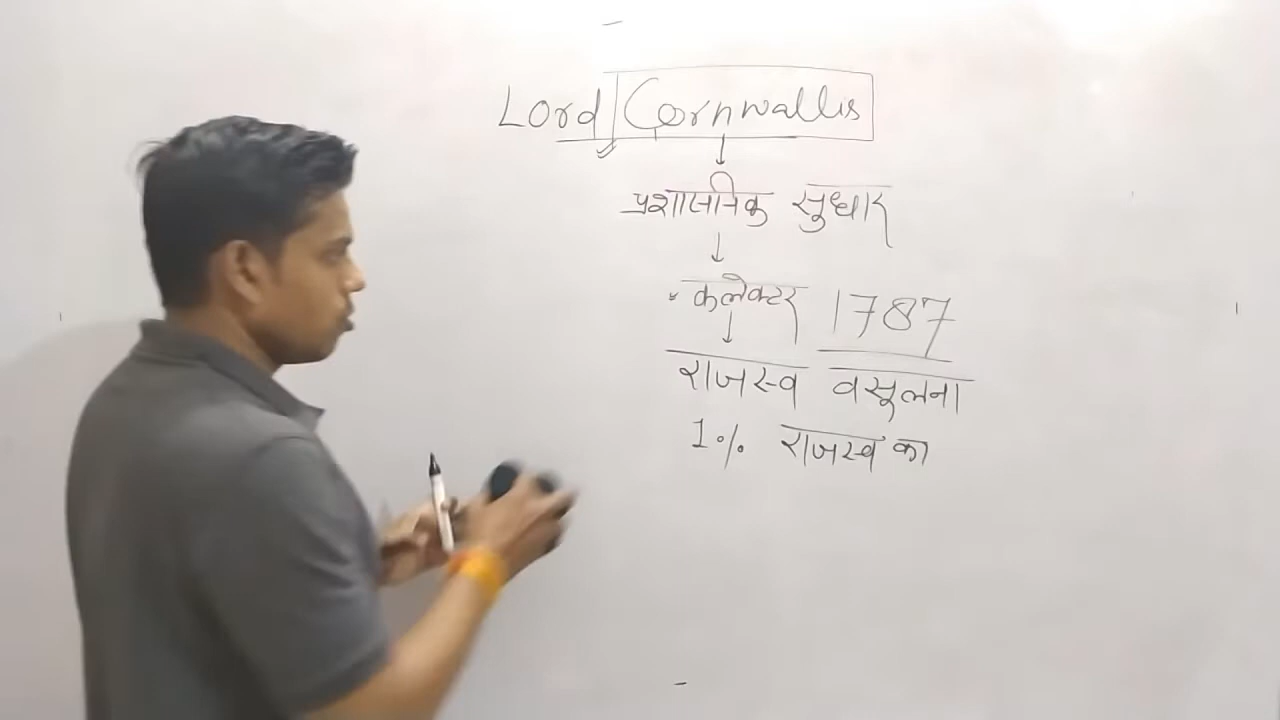 Lord Cornwallis
प्रशासनिक सुधार
कलेक्टर 1787
राजस्व वसूलना
1% राजस्व का